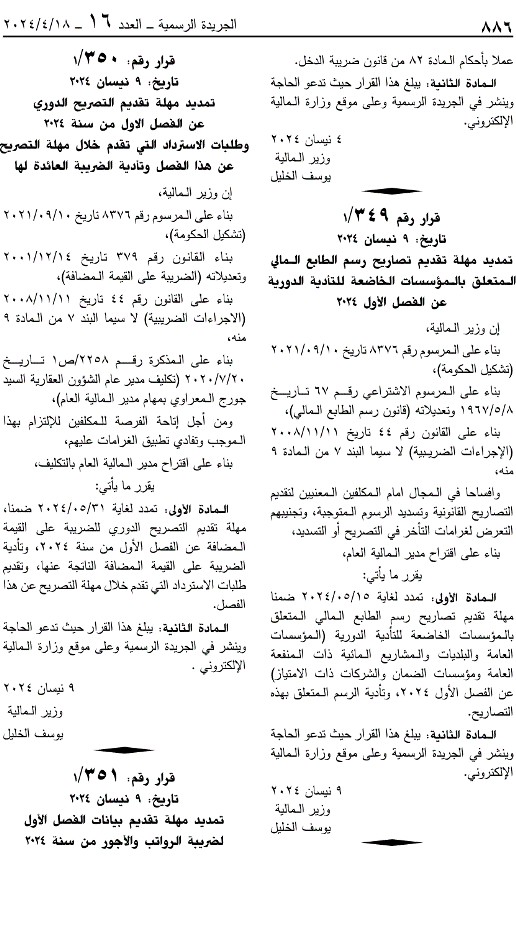 ٨٨٦
الجريدة الرسمية ــ العدد ١٦ ــ ٢٠٢٤/٤/١٨
عملا بأحكام المادة ٨٢ من قانون ضريبة الدخل.
المادة الثانية: يبلغ هذا القرار حيث تدعو الحاجة
وينشر في الجريدة الرسمية وعلى موقع وزارة المالية
الإلكتروني.
٤ نيسان ٢٠٢٤
وزير المالية
يوسف الخليل
قرار رقم ٣٤٩/١
تاريخ: ٩ نيسان ٢٠٢٤
تمديد مهلة تقديم تصاريح رسم الطابع المالي
المتعلق بالمؤسسات الخاضعة للتأدية الدورية
عن الفصل الأول ٢٠٢٤
إن وزير المالية،
بناء على المرسوم رقم ٨٣٧٦ تاريخ ٢٠٢١/٠٩/١٠
(تشكيل الحكومة)،
بناء على المرسوم الاشتراعي رقم ٦٧ تاريخ
١٩٦٧/٥/٨ وتعديلاته (قانون رسم الطابع المالي)،
بناء على القانون رقم ٤٤ تاريخ ٢٠٠٨/١١/١١
(الإجراءات الضريبية) لا سيما البند ٧ من المادة ٩
منه،
وافساحا في المجال امام المكلفين المعنيين لتقديم
التصاريح القانونية وتسديد الرسوم المتوجبة، وتجنيبهم
التعرض لغرامات التأخر في التصريح أو التسديد،
بناء على اقتراح مدير المالية العام،
يقرر ما يأتي:
المادة الأولى: تمدد لغاية ٢٠٢٤/٠٥/١٥ ضمنا
مهلة تقديم تصاريح رسم الطابع المالي المتعلق
بالمؤسسات الخاضعة للتأدية الدورية (المؤسسات
العامة والبلديات والمشاريع المائية ذات المنفعة
العامة ومؤسسات الضمان والشركات ذات الامتياز)
عن الفصل الأول ٢٠٢٤، وتأدية الرسم المتعلق بهذه
التصاريح.
المادة الثانية: يبلغ هذا القرار حيث تدعو الحاجة
وينشر في الجريدة الرسمية وعلى موقع وزارة المالية
الإلكتروني.
٩ نيسان ٢٠٢٤
وزير المالية
يوسف الخليل
قرار رقم: ٣٥٠/١
تاريخ: ٩ نيسان ٢٠٢٤
تمديد مهلة تقديم التصريح الدوري
عن الفصل الاول من سنة ٢٠٢٤
وطلبات الاسترداد التي تقدم خلال مهلة التصريح
عن هذا الفصل وتأدية الضريبة العائدة لها
إن وزير المالية،
بناء على المرسوم رقم ٨٣٧٦ تاريخ ٢٠٢١/٠٩/١٠
(تشكيل الحكومة)،
بناء القانون رقم ٣٧٩ تاريخ ٢٠٠١/١٢/١٤
وتعديلاته (الضريبة على القيمة المضافة)،
بناء على القانون رقم ٤٤ تاريخ ٢٠٠٨/١١/١١
(الاجراءات الضريبية) لا سيما البند ٧ من المادة ٩
منه،
بناء على المذكرة رقم ٢٢٥٨/ص١ تاريخ
٢٠٢٠/٧/٢٠ (تكليف مدير عام الشؤون العقارية السيد
جورج المعراوي بمهام مدير المالية العام)،
ومن أجل إتاحة الفرصة للمكلفين للإلتزام بهذا
الموجب وتفادي تطبيق الغرامات عليهم،
بناء على اقتراح مدير المالية العام بالتكليف،
يقرر ما يأتي:
المادة الأولى: تمدد لغاية ٢٠٢٤/٠٥/٣١ ضمنا،
مهلة تقديم التصريح الدوري للضريبة على القيمة
المضافة عن الفصل الأول من سنة ٢٠٢٤، وتأدية
الضريبة على القيمة المضافة الناتجة عنها، وتقديم
طلبات الاسترداد التي تقدم خلال مهلة التصريح عن هذا
الفصل.
المادة الثانية: يبلغ هذا القرار حيث تدعو الحاجة
وينشر في الجريدة الرسمية وعلى موقع وزارة المالية
الإلكتروني .
٩ نيسان ٢٠٢٤
وزير المالية
يوسف الخليل
قرار رقم: ٣٥١/١
تاريخ: ٩ نيسان ٢٠٢٤
تمديد مهلة تقديم بيانات الفصل الأول
لضريبة الرواتب والأجور من سنة ٢٠٢٤